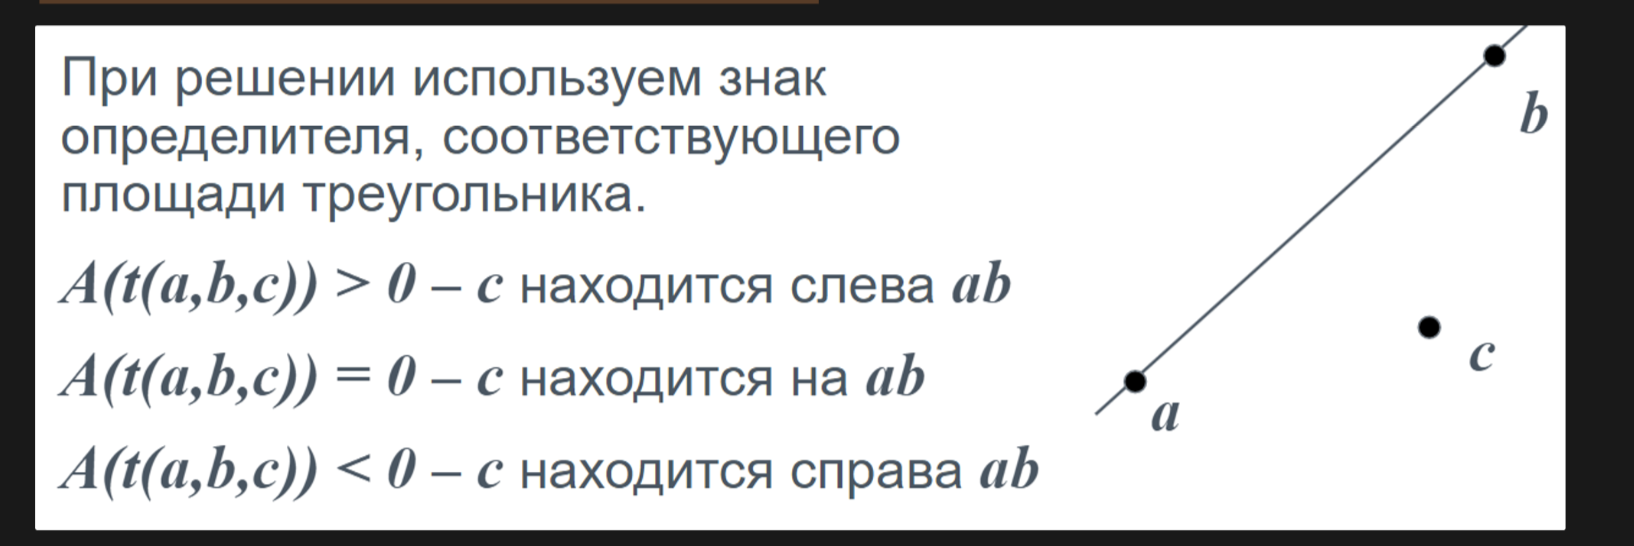 При решении используем знак
определителя, соответствующего
площади треугольника.
A(t(a,b,c)) > 0 – c находится слева ab
A(t(a,b,c)) = 0 – c находится на ab
A(t(a,b,c)) < 0 – c находится справа ab
b
c
a